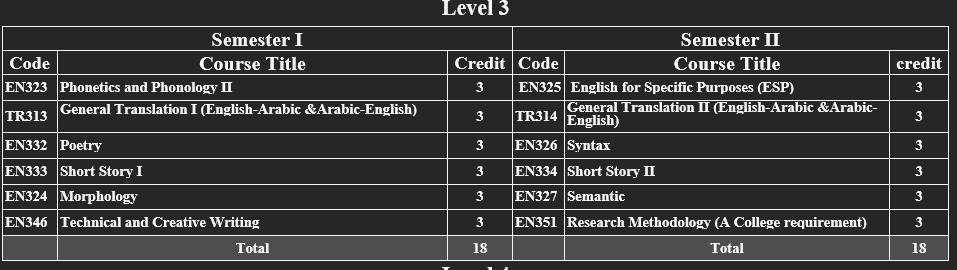 Level 3
Semester I Semester II
Code Course Title Credit Code Course Title credit
EN323 Phonetics and Phonology II 3 EN325 English for Specific Purposes (ESP) 3
TR313 General Translation I (English-Arabic &Arabic-English) 3 TR314 General Translation II (English-Arabic &Arabic-
English) 3
EN332 Poetry 3 EN326 Syntax 3
EN333 Short Story I 3 EN334 Short Story II 3
EN324 Morphology 3 EN327 Semantic 3
EN346 Technical and Creative Writing 3 EN351 Research Methodology (A College requirement) 3
Total 18 Total 18